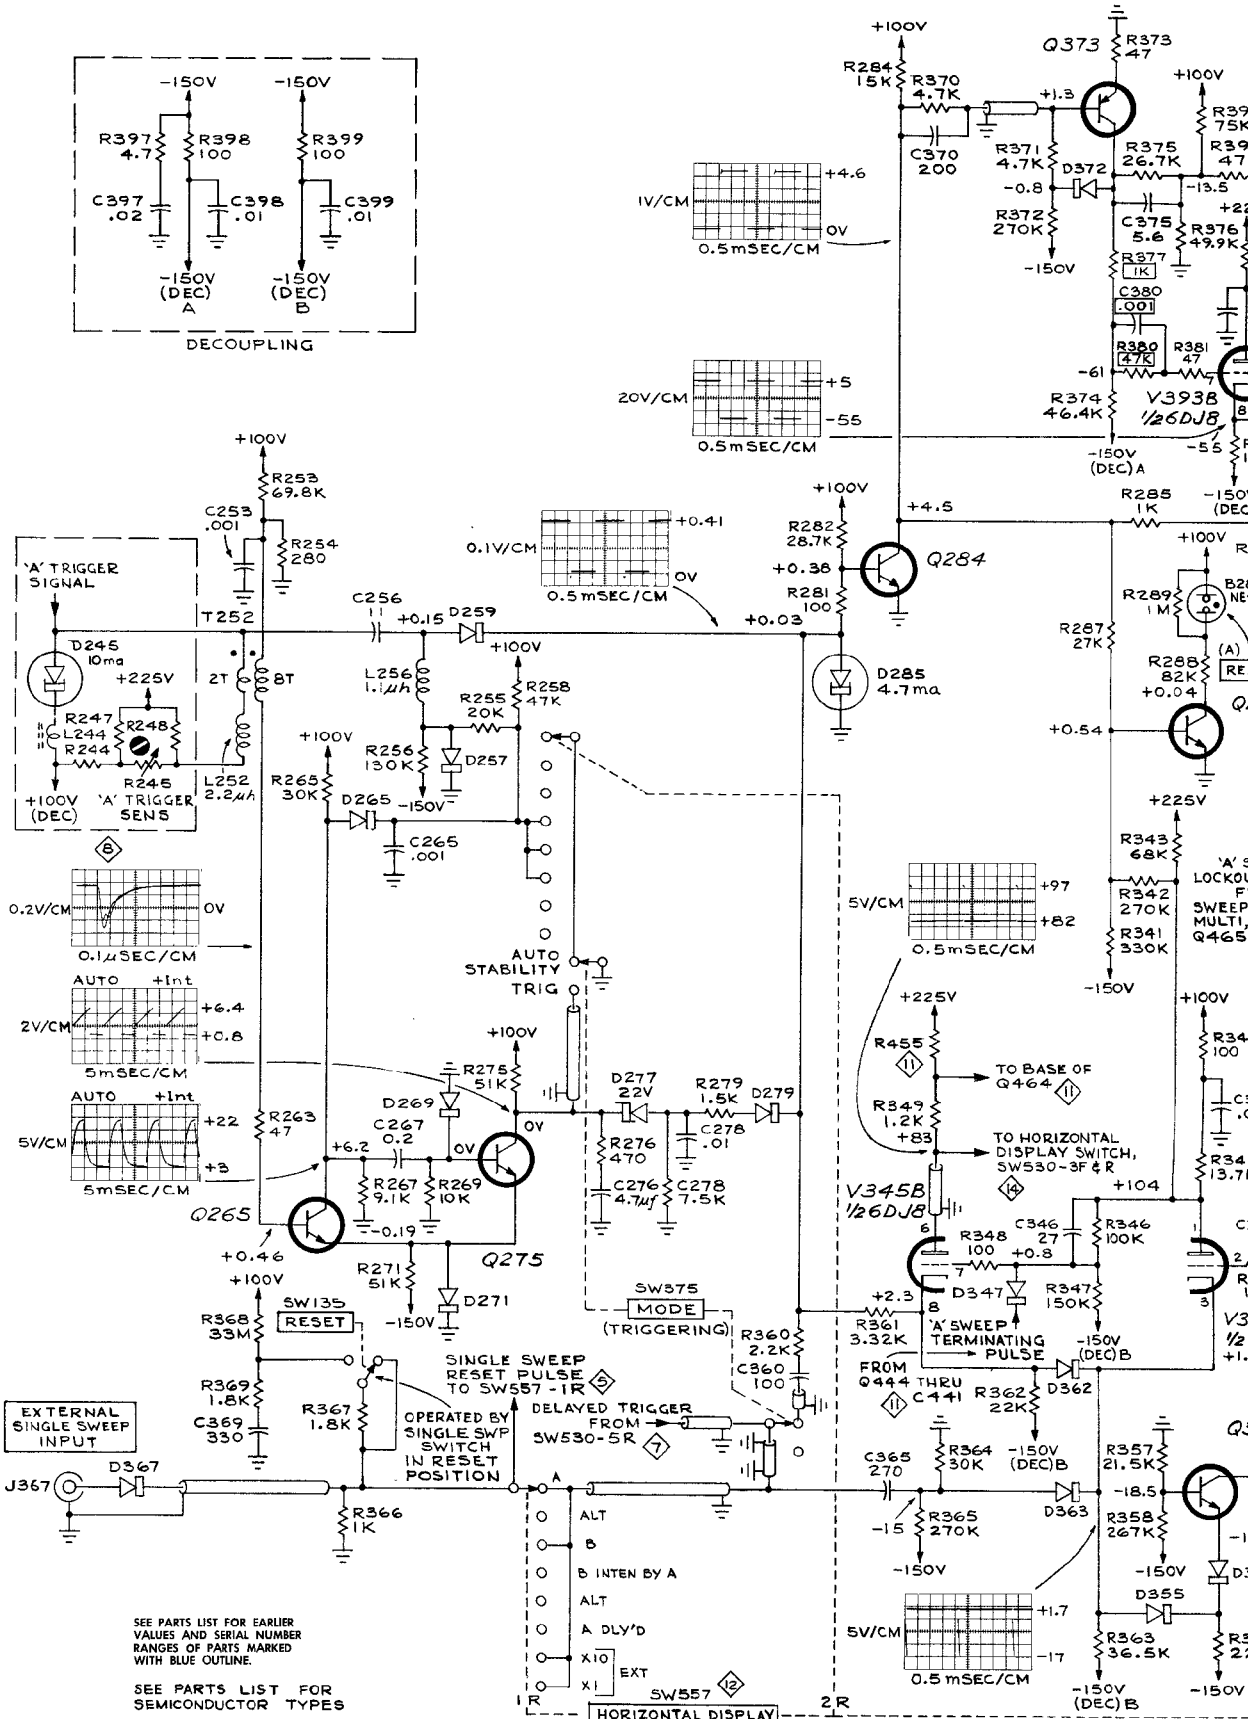 -150V
-150V
R397
4.7
R398
100
R399
100
C397
.02
C398
.01
C399
.01
-150V
(DEC)
A
-150V
(DEC)
B
DECOUPLING
+100V
R284
15K
R370
4.7K
C370
200
+1.3
Q373
R373
47
+100V
R371
4.7K
D372
-0.8
R372
270K
-150V
R375
26.7K
-13.5
C375
5.6
R376
49.9K
R377
1K
C380
.001
R380
47K
R381
47
-61
R374
46.4K
-150V
(DEC) A
V393B
1/2 6DJ8
7
8
-55
1V/CM
+4.6
0V
0.5mSEC/CM
20V/CM
+5
-55
0.5mSEC/CM
+100V
R253
69.8K
C253
.001
R254
280
0.1V/CM
+0.41
0V
0.5mSEC/CM
+100V
R282
28.7K
+0.38
R281
100
+4.5
Q284
R285
1K
+100V
R289
1M
R287
27K
(A)
R288
82K
+0.04
+0.54
'A' TRIGGER
SIGNAL
D245
10ma
+225V
R247
L244
R244
R248
R245
+100V
(DEC)
'A' TRIGGER
SENS
8
T252
2T
8T
L252
2.2µh
C256
11
+0.15
D259
+0.03
L256
1.1µh
+100V
R258
47K
R255
20K
R256
130K
-150V
D257
D285
4.7ma
+100V
R265
30K
D265
C265
.001
0.2V/CM
0V
0.1µSEC/CM
AUTO +Int
2V/CM
+6.4
+0.8
5mSEC/CM
AUTO +Int
5V/CM
+22
+3
5mSEC/CM
AUTO
STABILITY
TRIG
+225V
R343
68K
R342
270K
R341
330K
-150V
5V/CM
+97
+82
0.5mSEC/CM
+225V
R455
11
TO BASE OF
Q464 11
R349
1.2K
+83
TO HORIZONTAL
DISPLAY SWITCH,
SW530-3F & R
14
+100V
100
+104
+100V
R275
51K
0V
D277
22V
R279
1.5K
D279
C278
.01
R276
470
C276
4.7µf
C278
7.5K
R263
47
D269
+6.2
C267
0.2
0V
R267
9.1K
R269
10K
Q265
+0.46
-0.19
Q275
R271
51K
-150V
D271
V345B
1/2 6DJ8
6
7
8
R348
100
C346
27
+0.8
R346
100K
R347
150K
-150V
(DEC) B
D347
1
2
3
+2.3
R361
3.32K
'A' SWEEP
TERMINATING
PULSE
FROM
Q444 THRU
11 C441
R362
22K
-150V
(DEC) B
D362
+100V
R368
33M
SW135
RESET
R369
1.8K
C369
330
R367
1.8K
OPERATED BY
SINGLE SWP
SWITCH
IN RESET
POSITION
SINGLE SWEEP
RESET PULSE
TO SW557-1R 5
SW375
MODE
(TRIGGERING)
R360
2.2K
C360
100
DELAYED TRIGGER
FROM
SW530-5R
7
EXTERNAL
SINGLE SWEEP
INPUT
J367
D367
R366
1K
A
ALT
B
B INTEN BY A
ALT
A DLY'D
X10
X1
EXT
1R
SW557
12
2R
HORIZONTAL DISPLAY
C365
270
R364
30K
-15
R365
270K
-150V
D363
R357
21.5K
-18.5
R358
267K
-150V
D355
R363
36.5K
-150V
(DEC) B
-150V
5V/CM
+1.7
-17
0.5mSEC/CM
SEE PARTS LIST FOR EARLIER
VALUES AND SERIAL NUMBER
RANGES OF PARTS MARKED
WITH BLUE OUTLINE.
SEE PARTS LIST FOR
SEMICONDUCTOR TYPES